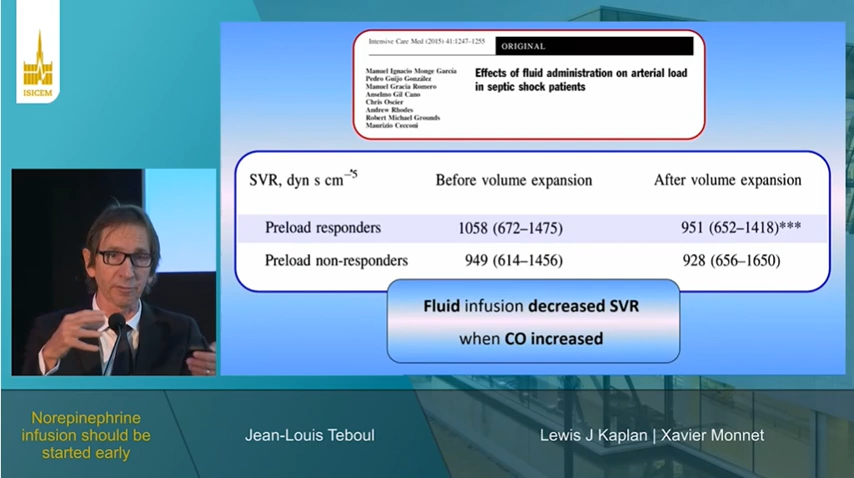 ISICEM
Intensive Care Med (2015) 41:1247–1255
ORIGINAL
Manuel Ignacio Monge García
Pedro Guijo González
Manuel Gracia Romero
Anselmo Gil Cano
Chris Oscier
Andrew Rhodes
Robert Michael Grounds
Maurizio Cecconi
Effects of fluid administration on arterial load
in septic shock patients
SVR, dyn s cm⁻⁵ Before volume expansion After volume expansion
Preload responders 1058 (672–1475) 951 (652–1418)***
Preload non-responders 949 (614–1456) 928 (656–1650)
Fluid infusion decreased SVR
when CO increased
Norepinephrine
infusion should be
started early
Jean-Louis Teboul
Lewis J Kaplan | Xavier Monnet